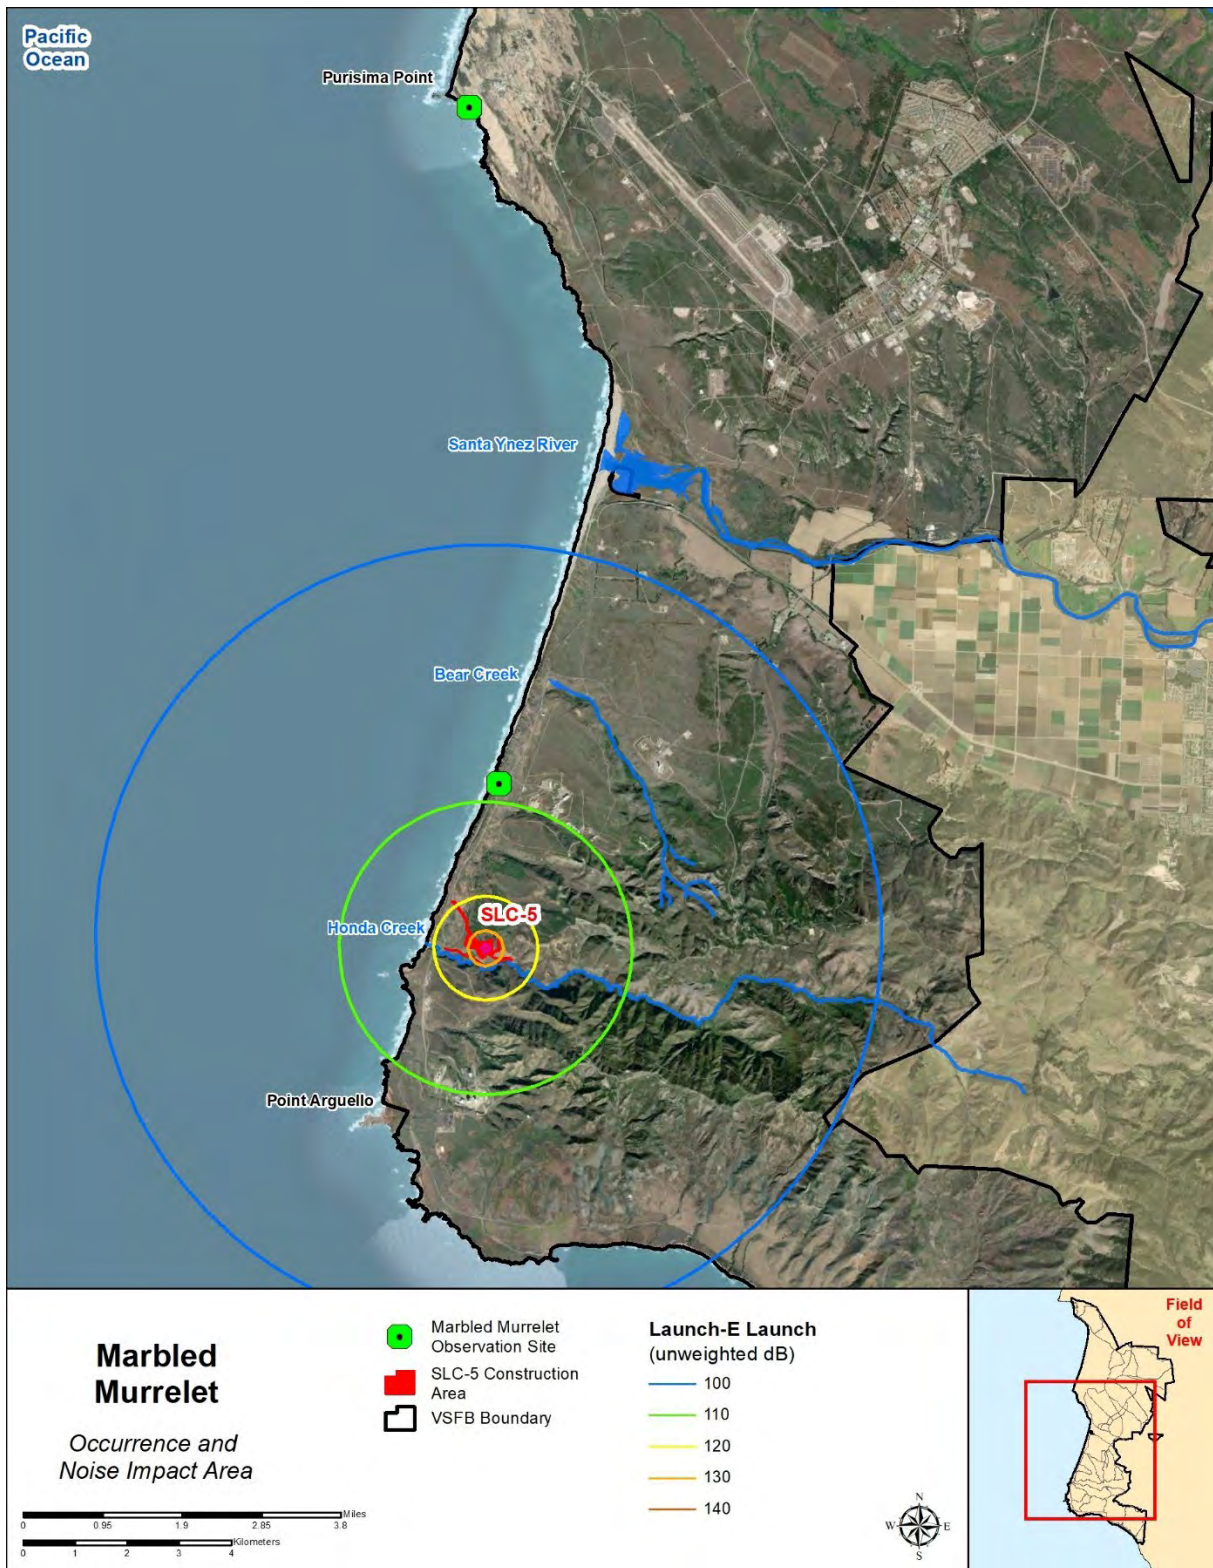 Pacific
Ocean
Purisima Point
Santa Ynez River
Bear Creek
SLC-5
Honda Creek
Point Arguello
Marbled
Murrelet
Occurrence and
Noise Impact Area
0 0.95 1.9 2.85 3.8 Miles
0 1 2 3 4 Kilometers
Marbled Murrelet
Observation Site
SLC-5 Construction
Area
VSFB Boundary
Launch-E Launch
(unweighted dB)
100
110
120
130
140
N
W E
S
Field
of
View